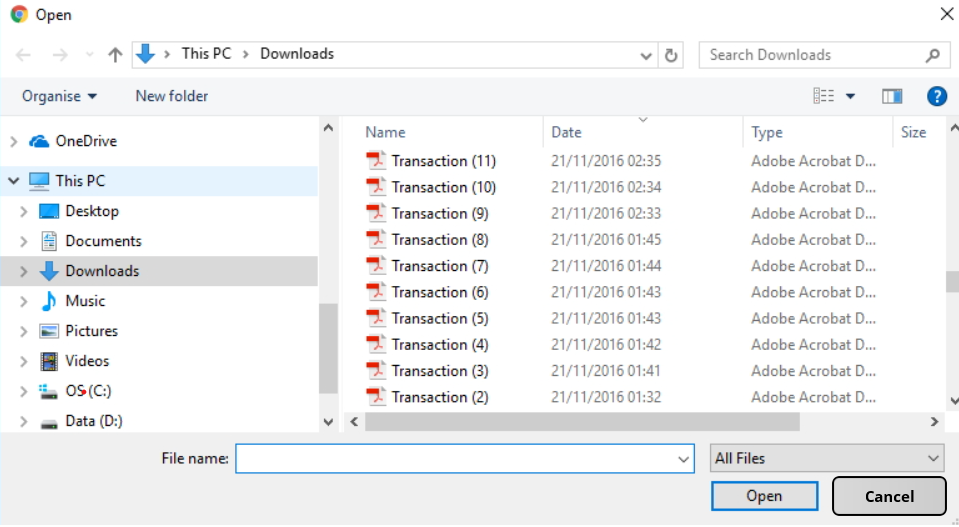 Open
This PC > Downloads
Search Downloads
Organise New folder
Name Date Type Size
OneDrive
This PC
Desktop
Documents
Downloads
Music
Pictures
Videos
OS (C:)
Data (D:)
Transaction (11) 21/11/2016 02:35 Adobe Acrobat D...
Transaction (10) 21/11/2016 02:34 Adobe Acrobat D...
Transaction (9) 21/11/2016 02:33 Adobe Acrobat D...
Transaction (8) 21/11/2016 01:45 Adobe Acrobat D...
Transaction (7) 21/11/2016 01:44 Adobe Acrobat D...
Transaction (6) 21/11/2016 01:43 Adobe Acrobat D...
Transaction (5) 21/11/2016 01:43 Adobe Acrobat D...
Transaction (4) 21/11/2016 01:42 Adobe Acrobat D...
Transaction (3) 21/11/2016 01:41 Adobe Acrobat D...
Transaction (2) 21/11/2016 01:32 Adobe Acrobat D...
File name: All Files
Open Cancel